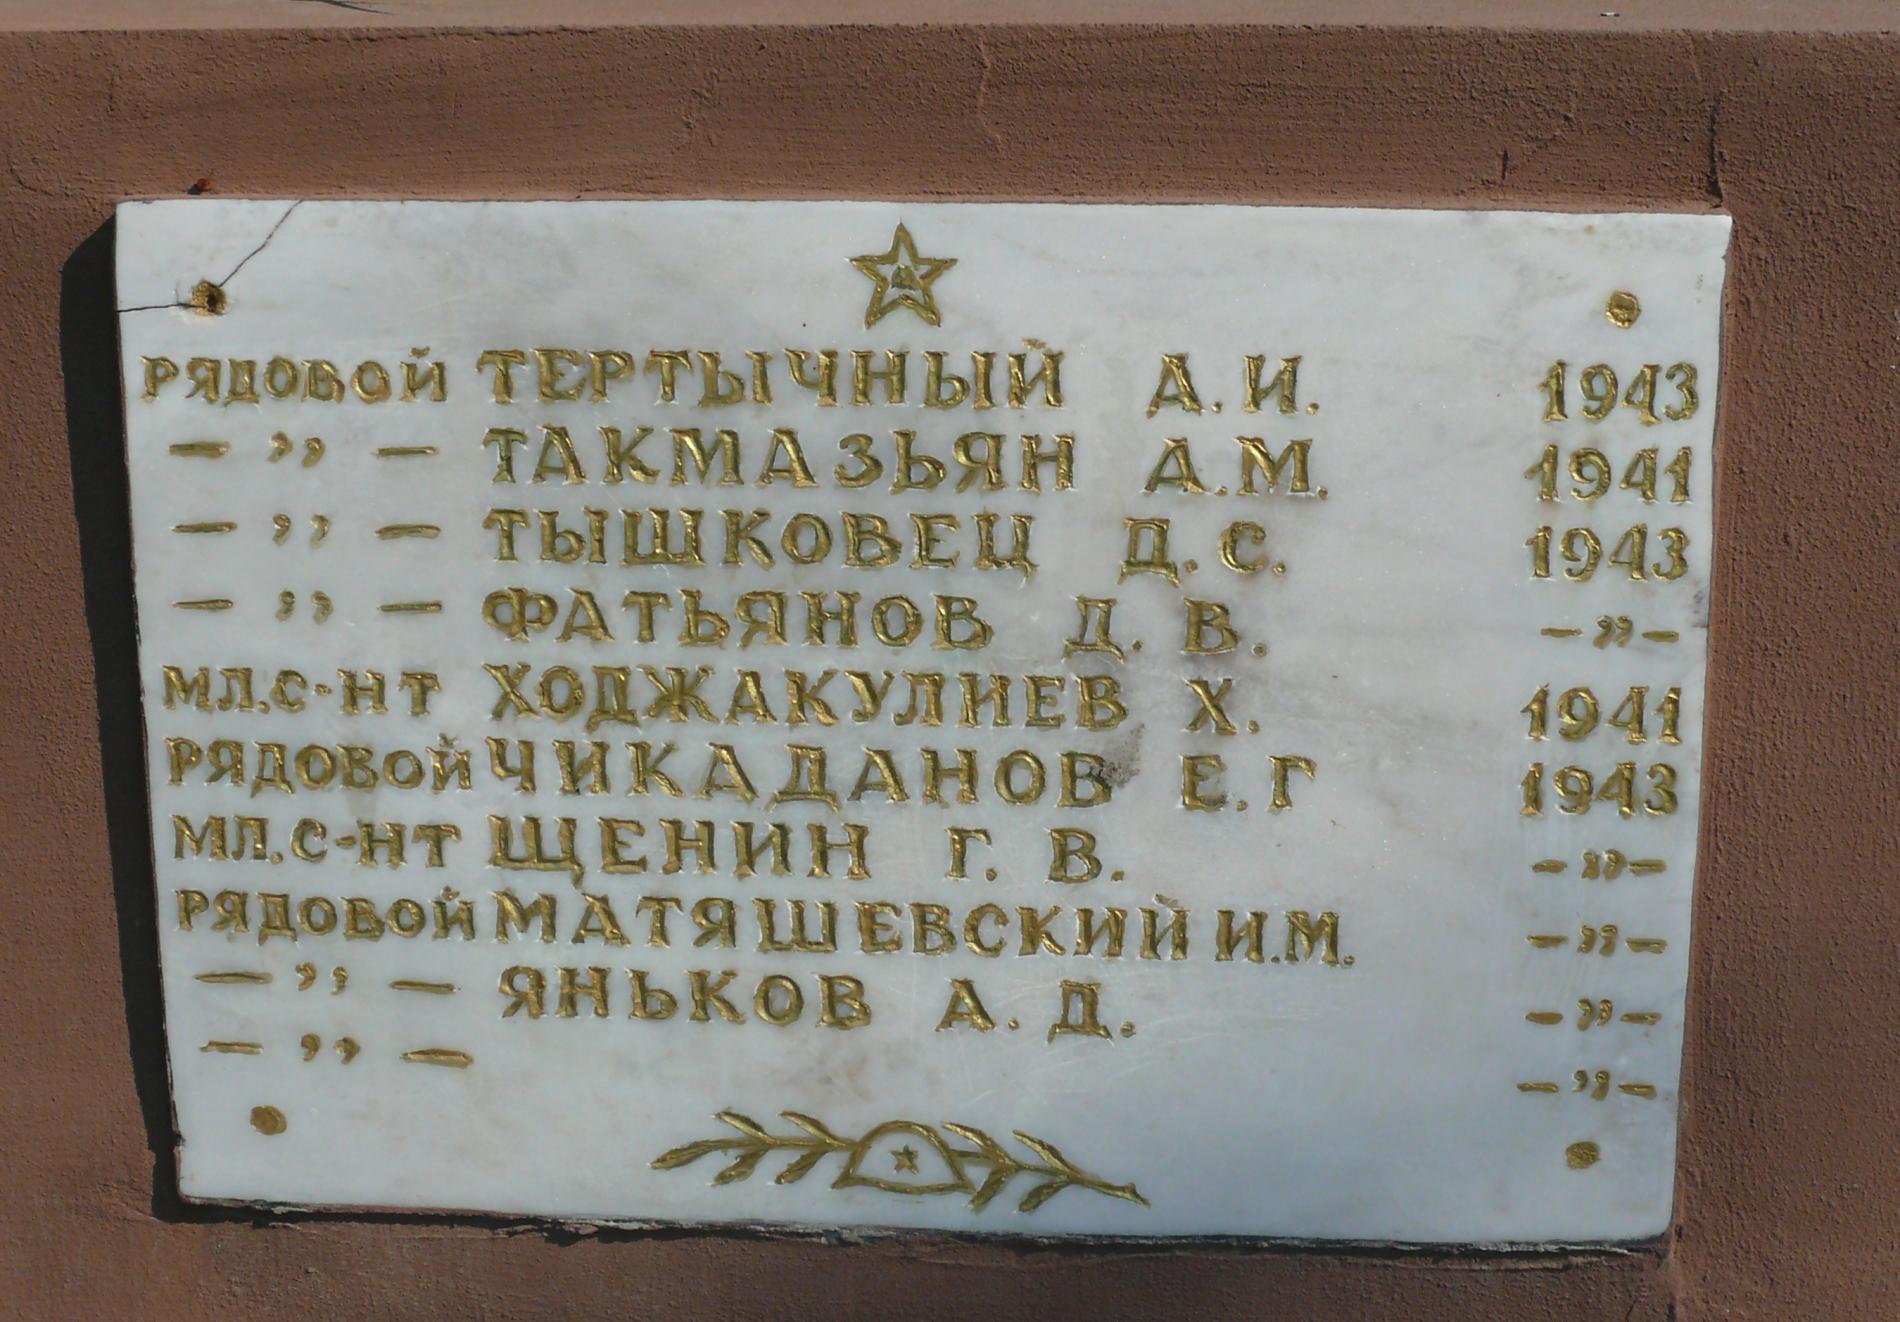 РЯДОВОЙ ТЕРТЫЧНЫЙ А.И. 1943
— ” — ТАКМАЗЬЯН А.М. 1941
— ” — ТЫШКОВЕЦ Д.С. 1943
— ” — ФАТЬЯНОВ Д.В. —”—
МЛ.С-НТ ХОДЖАКУЛИЕВ Х. 1941
РЯДОВОЙ ЧИКАДАНОВ Е.Г 1943
МЛ.С-НТ ЩЕНИН Г.В. —”—
РЯДОВОЙ МАТЯШЕВСКИЙ И.М. —”—
— ” — ЯНЬКОВ А.Д. —”—
— ” — —”—